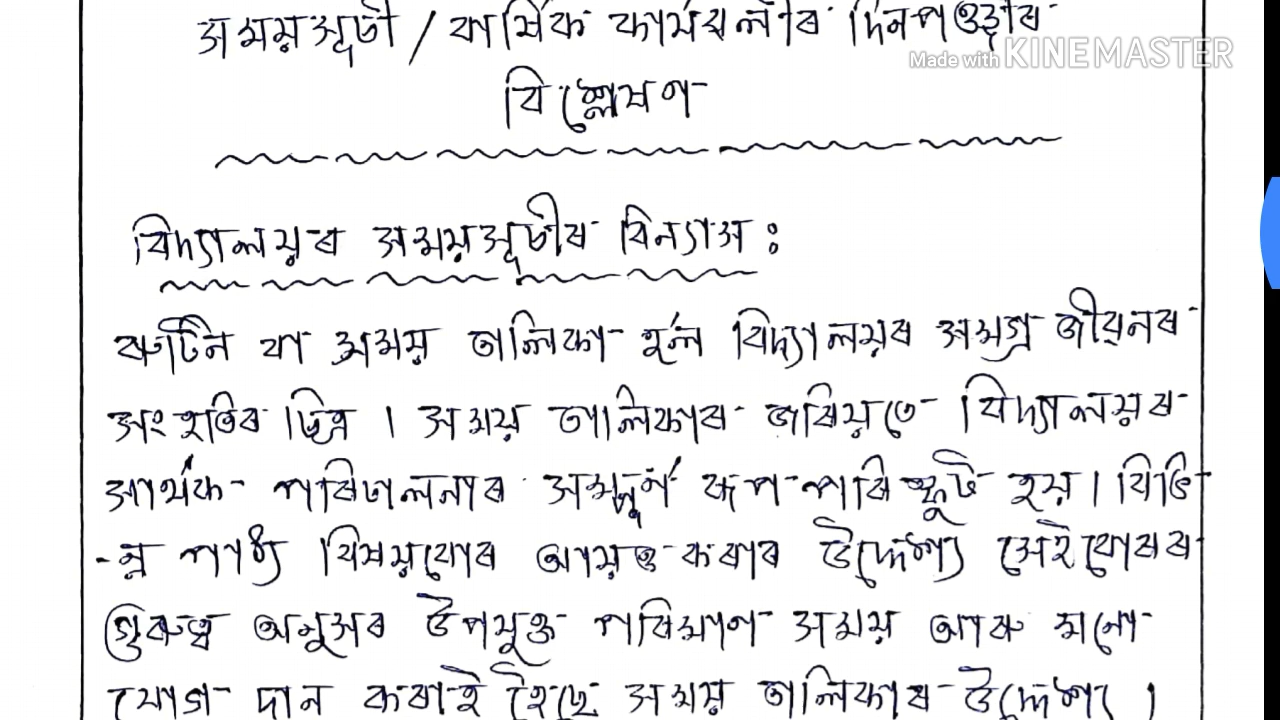 সময়সূচী / বাৰ্ষিক কাৰ্যাৱলীৰ দিনপঞ্জীৰ
Made with KINEMASTER
বিশ্লেষণ
বিদ্যালয়ৰ সময়সূচীৰ বিন্যাস :
ৰুটিন বা সময় তালিকা হ'ল বিদ্যালয়ৰ সমগ্ৰ জীৱনৰ
সংহতিৰ চিত্ৰ । সময় তালিকাৰ জৰিয়তে বিদ্যালয়ৰ
সাৰ্থক পৰিচালনাৰ সম্পূৰ্ণ ৰূপ পৰিস্ফুট হয় । বিভি
-ন্ন পাঠ্য বিষয়বোৰ আয়ত্ত কৰাৰ উদ্দেশ্যে সেইবোৰৰ
গুৰুত্ব অনুসৰি উপযুক্ত পৰিমাণ সময় আৰু মনো
যোগ দান কৰাই হৈছে সময় তালিকাৰ উদ্দেশ্য ।